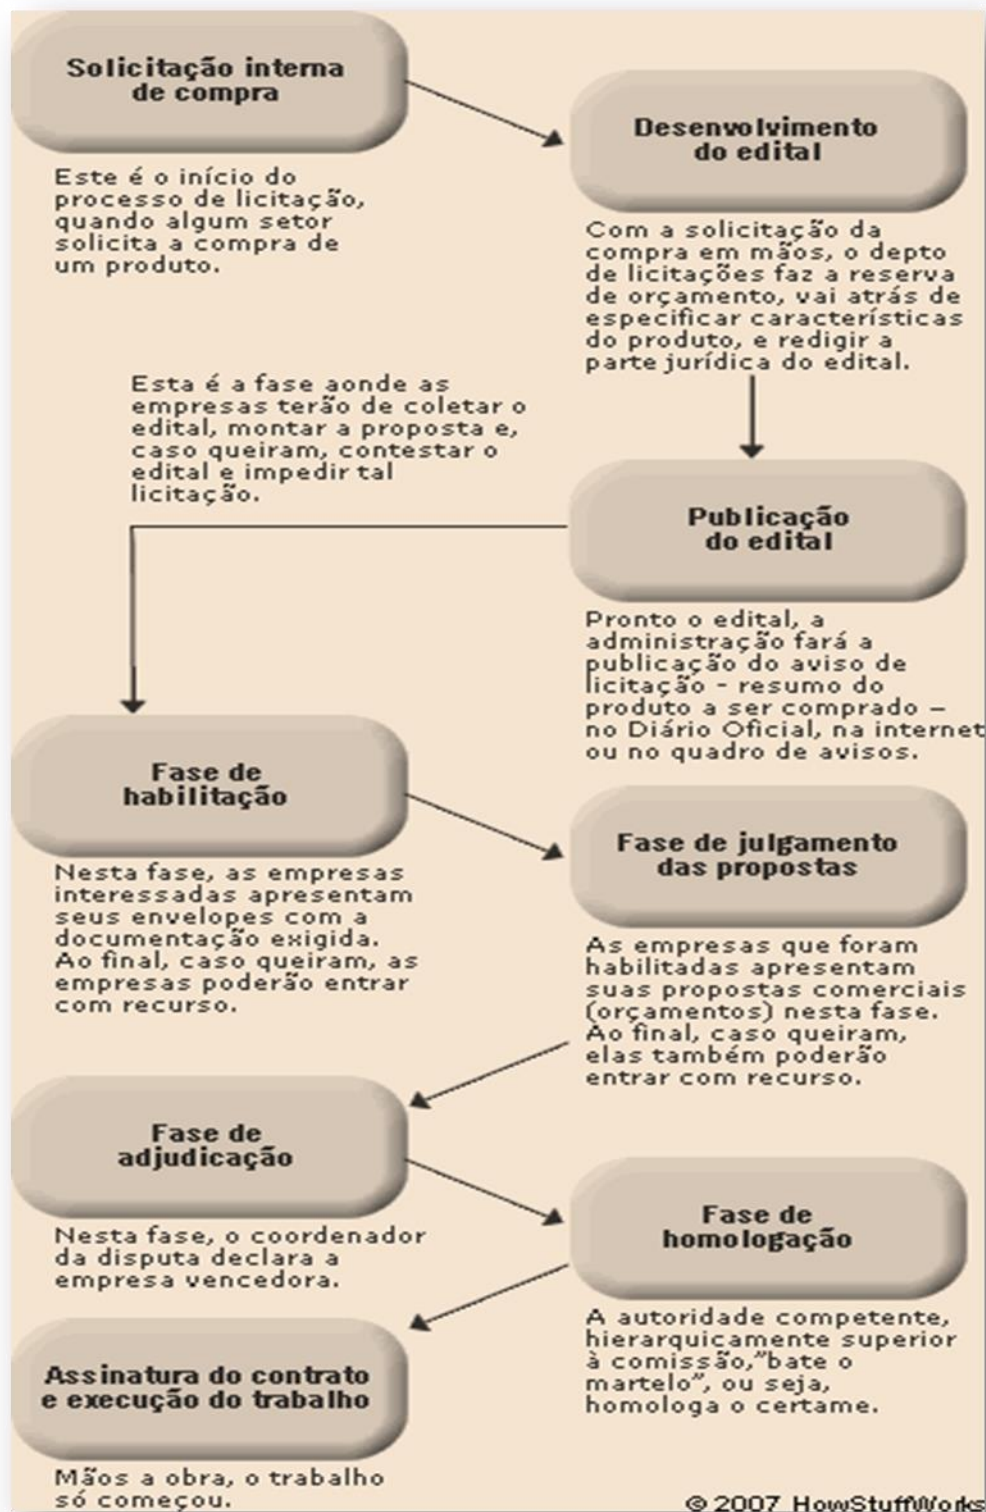 Solicitação interna
de compra
Este é o início do
processo de licitação,
quando algum setor
solicita a compra de
um produto.
Desenvolvimento
do edital
Com a solicitação da
compra em mãos, o depto
de licitações faz a reserva
de orçamento, vai atrás de
especificar características
do produto, e redigir a
parte jurídica do edital.
Publicação
do edital
Pronto o edital, a
administração fará a
publicação do aviso de
licitação - resumo do
produto a ser comprado –
no Diário Oficial, na internet
ou no quadro de avisos.
Esta é a fase aonde as
empresas terão de coletar o
edital, montar a proposta e,
caso queiram, contestar o
edital e impedir tal
licitação.
Fase de
habilitação
Nesta fase, as empresas
interessadas apresentam
seus envelopes com a
documentação exigida.
Ao final, caso queiram, as
empresas poderão entrar
com recurso.
Fase de julgamento
das propostas
As empresas que foram
habilitadas apresentam
suas propostas comerciais
(orçamentos) nesta fase.
Ao final, caso queiram,
elas também poderão
entrar com recurso.
Fase de
adjudicação
Nesta fase, o coordenador
da disputa declara a
empresa vencedora.
Fase de
homologação
A autoridade competente,
hierarquicamente superior
à comissão,"bate o
martelo", ou seja,
homologa o certame.
Assinatura do contrato
e execução do trabalho
Mãos a obra, o trabalho
só começou.
© 2007 HowStuffWorks